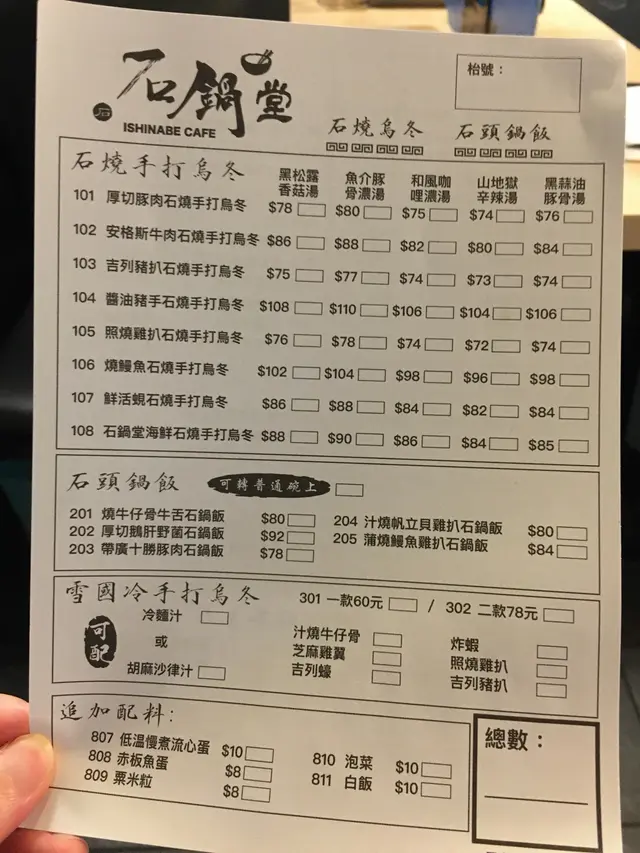 石鍋堂
石
ISHINABE CAFE
枱號：
石燒烏冬
石頭鍋飯
石燒手打烏冬
黑松露香菇湯 魚介豚骨濃湯 和風咖喱濃湯 山地獄辛辣湯 黑蒜油豚骨湯
101 厚切豚肉石燒手打烏冬 $78 $80 $75 $74 $76
102 安格斯牛肉石燒手打烏冬 $86 $88 $82 $80 $84
103 吉列豬扒石燒手打烏冬 $75 $77 $74 $73 $74
104 醬油豬手石燒手打烏冬 $108 $110 $106 $104 $106
105 照燒雞扒石燒手打烏冬 $76 $78 $74 $72 $74
106 燒鰻魚石燒手打烏冬 $102 $104 $98 $96 $98
107 鮮活蜆石燒手打烏冬 $86 $88 $84 $82 $84
108 石鍋堂海鮮石燒手打烏冬 $88 $90 $86 $84 $85
石頭鍋飯 可轉普通碗上
201 燒牛仔骨牛舌石鍋飯 $80
202 厚切鵝肝野菌石鍋飯 $92
203 帶廣十勝豚肉石鍋飯 $78
204 汁燒帆立貝雞扒石鍋飯 $80
205 蒲燒鰻魚雞扒石鍋飯 $84
雪國冷手打烏冬 301 一款60元 / 302 二款78元
可配
冷麵汁
或
胡麻沙律汁
汁燒牛仔骨
芝麻雞翼
吉列蠔
炸蝦
照燒雞扒
吉列豬扒
追加配料：
807 低温慢煮流心蛋 $10
808 赤板魚蛋 $8
809 粟米粒 $8
810 泡菜 $10
811 白飯 $10
總數：